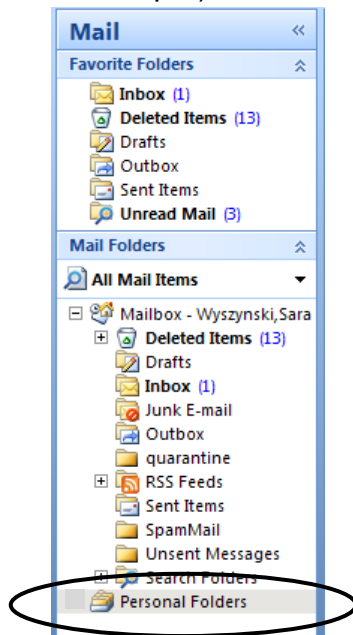 Mail
Favorite Folders
Inbox (1)
Deleted Items (13)
Drafts
Outbox
Sent Items
Unread Mail (3)
Mail Folders
All Mail Items
Mailbox - Wyszynski,Sara
Deleted Items (13)
Drafts
Inbox (1)
Junk E-mail
Outbox
quarantine
RSS Feeds
Sent Items
SpamMail
Unsent Messages
Search Folders
Personal Folders